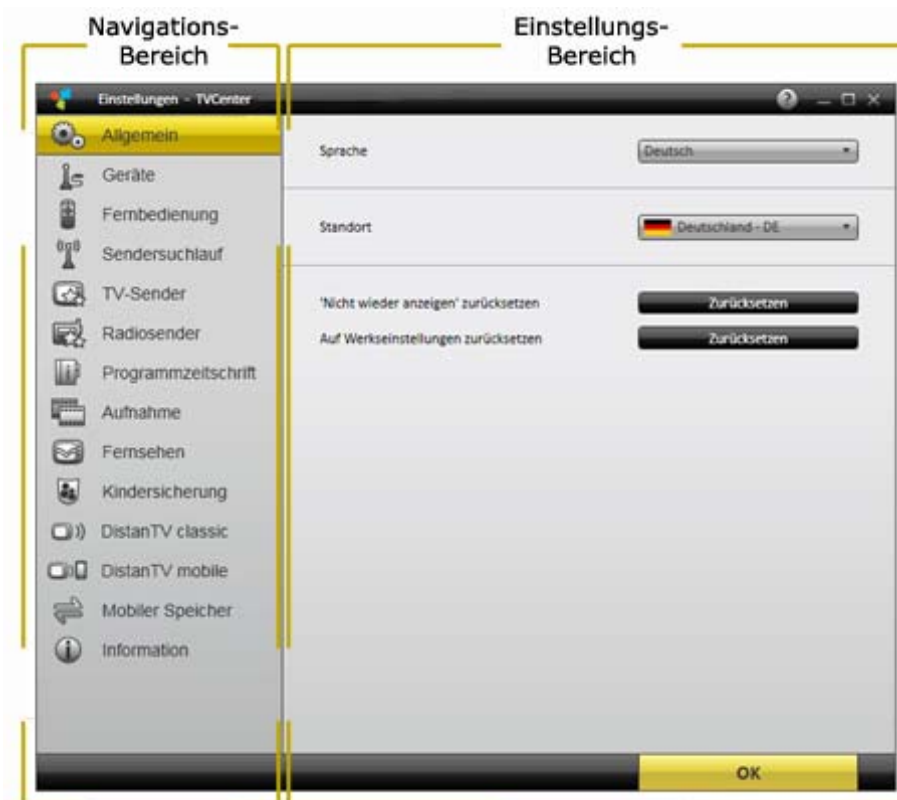 Navigations-
Bereich
Einstellungs-
Bereich
Einstellungen - TVCenter
?
Allgemein
Geräte
Fernbedienung
Sendersuchlauf
TV-Sender
Radiosender
Programmzeitschrift
Aufnahme
Fernsehen
Kindersicherung
DistanTV classic
DistanTV mobile
Mobiler Speicher
Information
Sprache
Deutsch
Standort
Deutschland - DE
'Nicht wieder anzeigen' zurücksetzen
Zurücksetzen
Auf Werkseinstellungen zurücksetzen
Zurücksetzen
OK